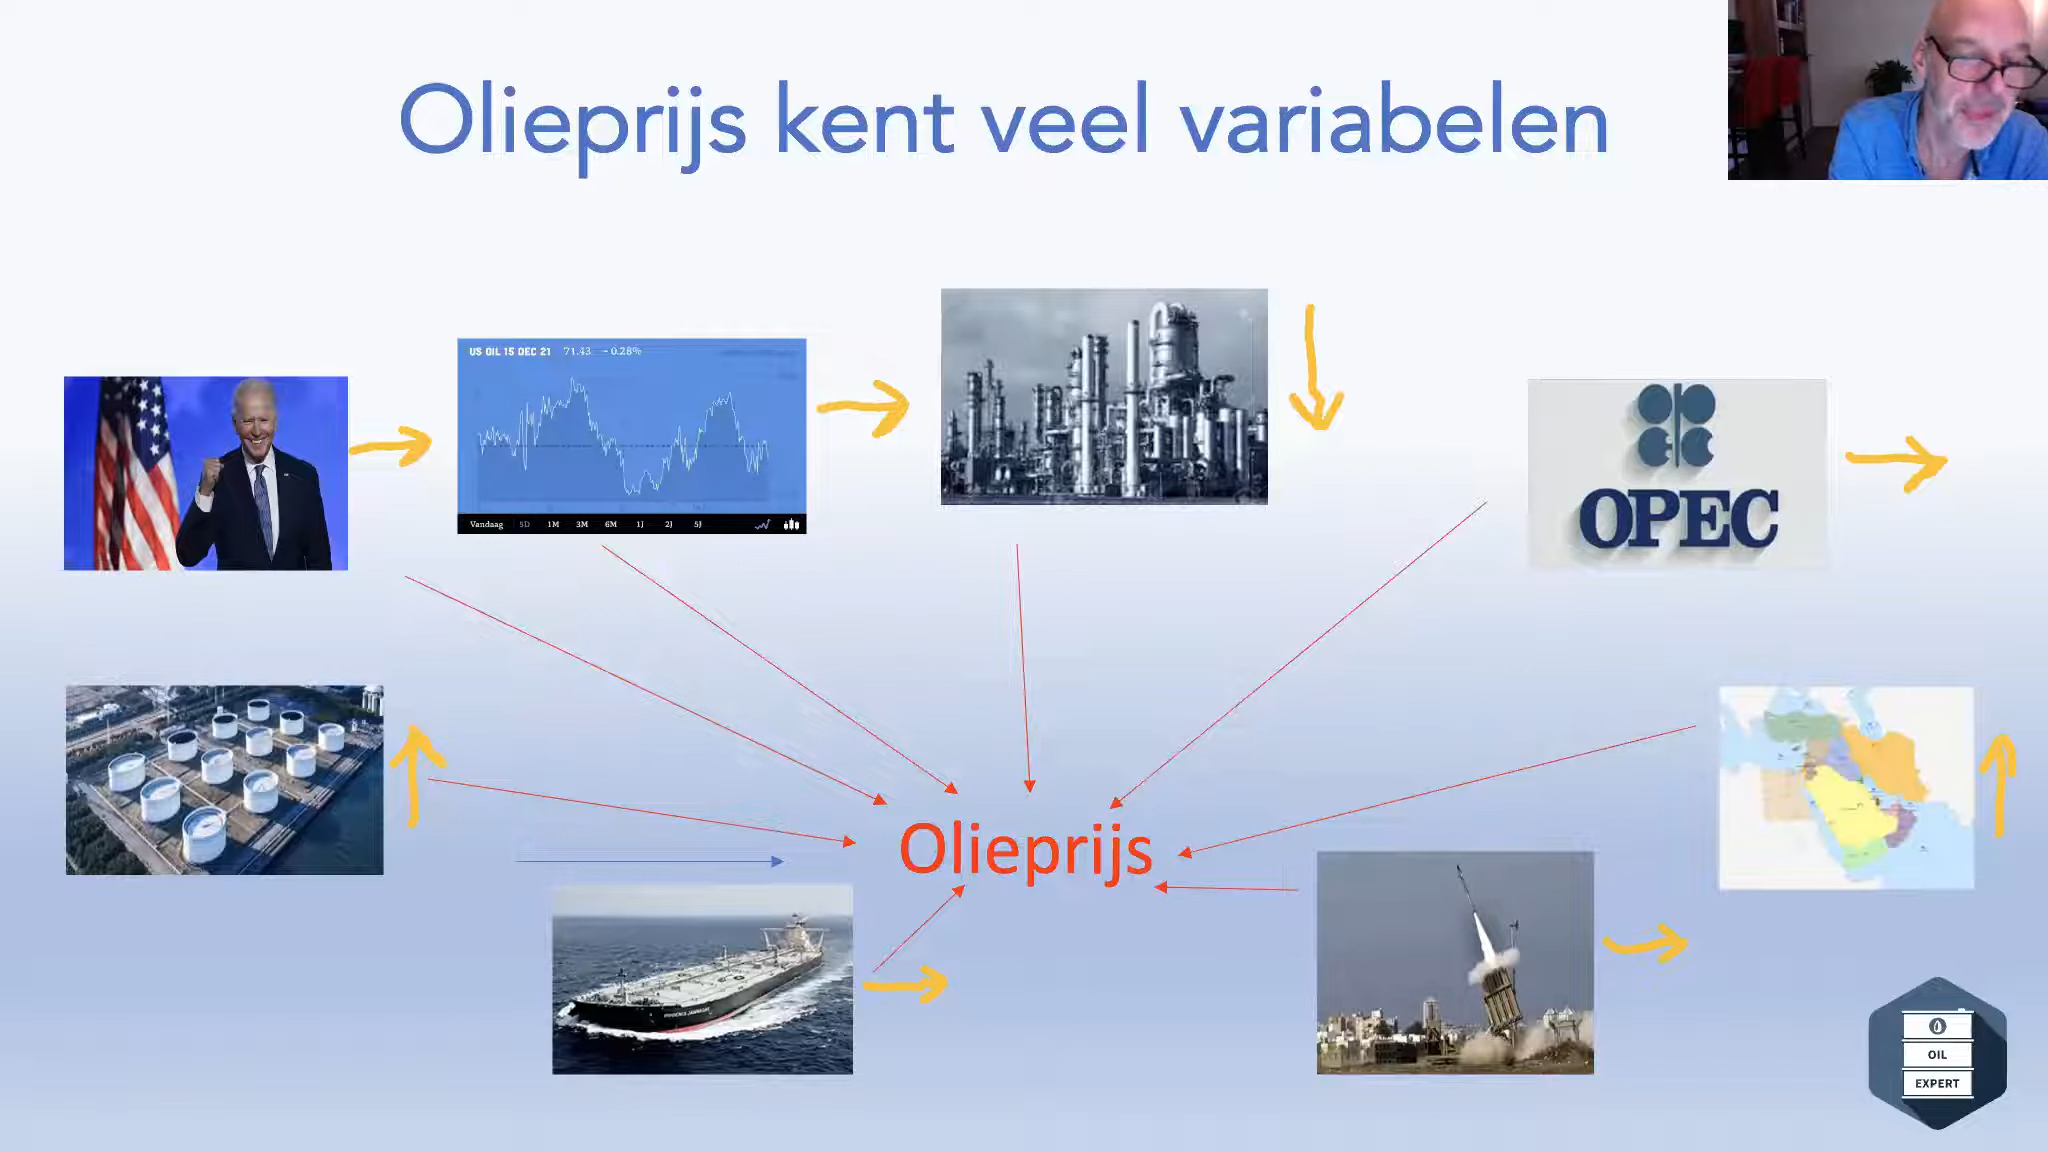 Olieprijs kent veel variabelen
US OIL 15 DEC 21 71.43 - 0.28%
Vandaag 5D 1M 3M 6M 1J 2J 5J
OPEC
Olieprijs
OIL
EXPERT